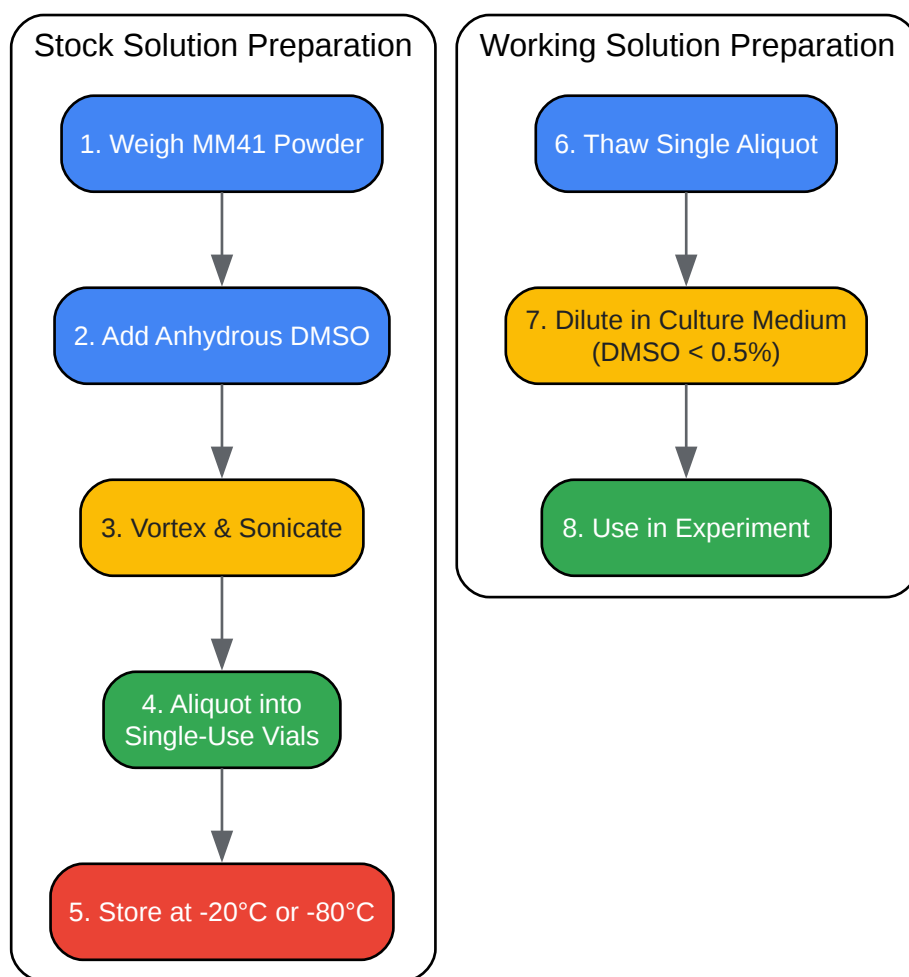 Stock Solution Preparation
1. Weigh MM41 Powder
2. Add Anhydrous DMSO
3. Vortex & Sonicate
4. Aliquot into
Single-Use Vials
5. Store at -20°C or -80°C
Working Solution Preparation
6. Thaw Single Aliquot
7. Dilute in Culture Medium
(DMSO < 0.5%)
8. Use in Experiment